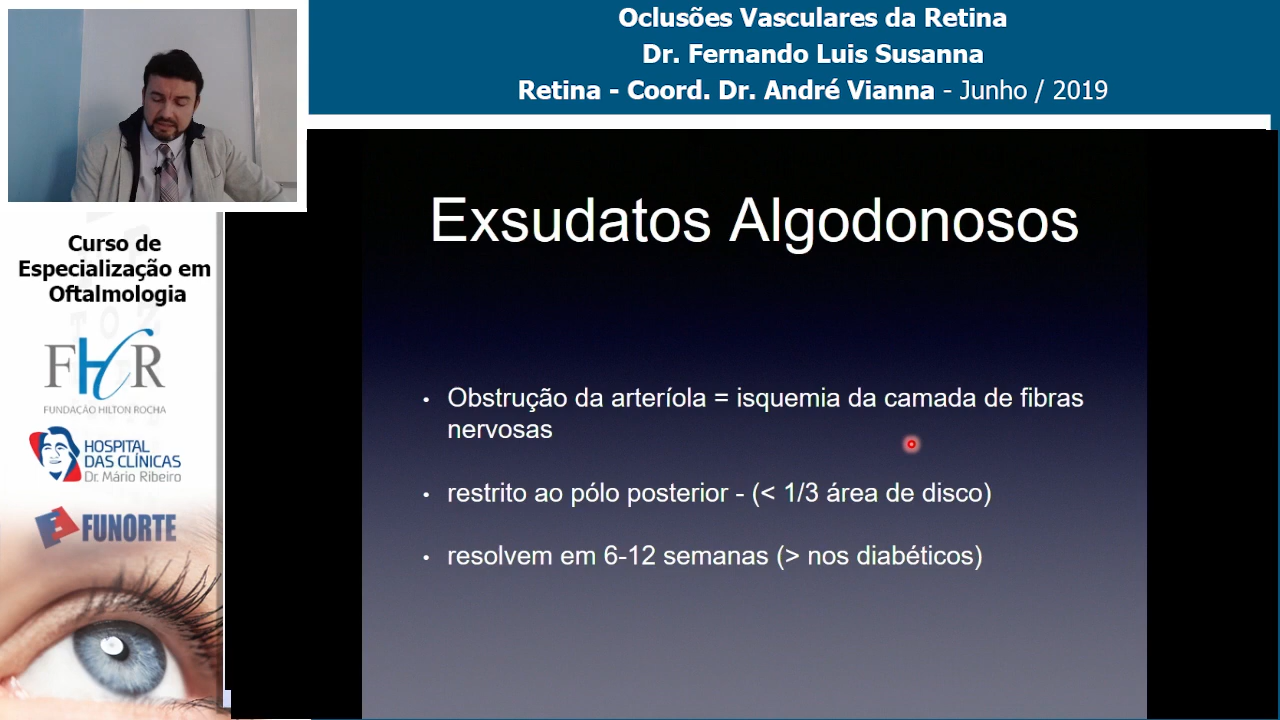 Oclusões Vasculares da Retina
Dr. Fernando Luis Susanna
Retina - Coord. Dr. André Vianna - Junho / 2019
Curso de
Especialização em
Oftalmologia
FHR
FUNDAÇÃO HILTON ROCHA
HOSPITAL
DAS CLÍNICAS
Dr. Mário Ribeiro
FUNORTE
Exsudatos Algodonosos
• Obstrução da arteríola = isquemia da camada de fibras
nervosas
• restrito ao pólo posterior - (< 1/3 área de disco)
• resolvem em 6-12 semanas (> nos diabéticos)